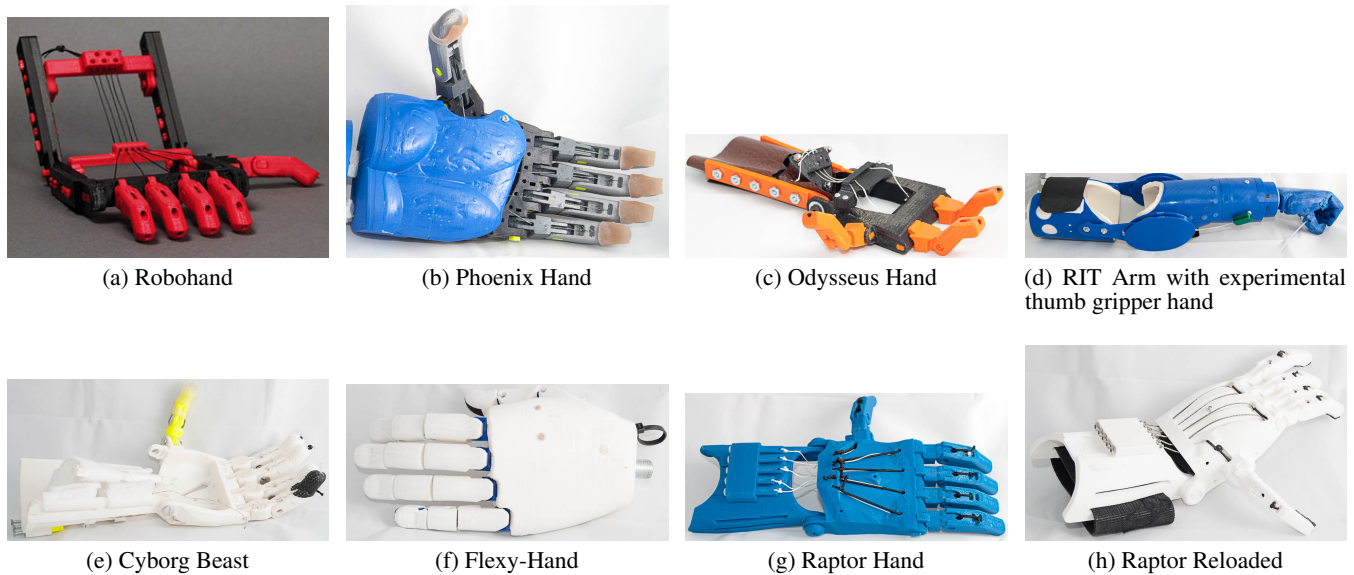 (a) Robohand
(b) Phoenix Hand
(c) Odysseus Hand
(d) RIT Arm with experimental
thumb gripper hand
(e) Cyborg Beast
(f) Flexy-Hand
(g) Raptor Hand
(h) Raptor Reloaded